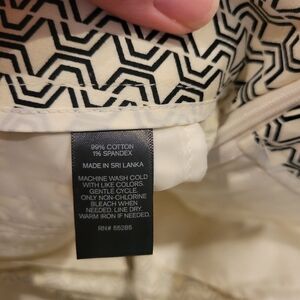 99% COTTON
1% SPANDEX
MADE IN SRI LANKA
MACHINE WASH COLD
WITH LIKE COLORS.
GENTLE CYCLE.
ONLY NON-CHLORINE
BLEACH WHEN
NEEDED. LINE DRY.
WARM IRON IF NEEDED.
RN# 55285